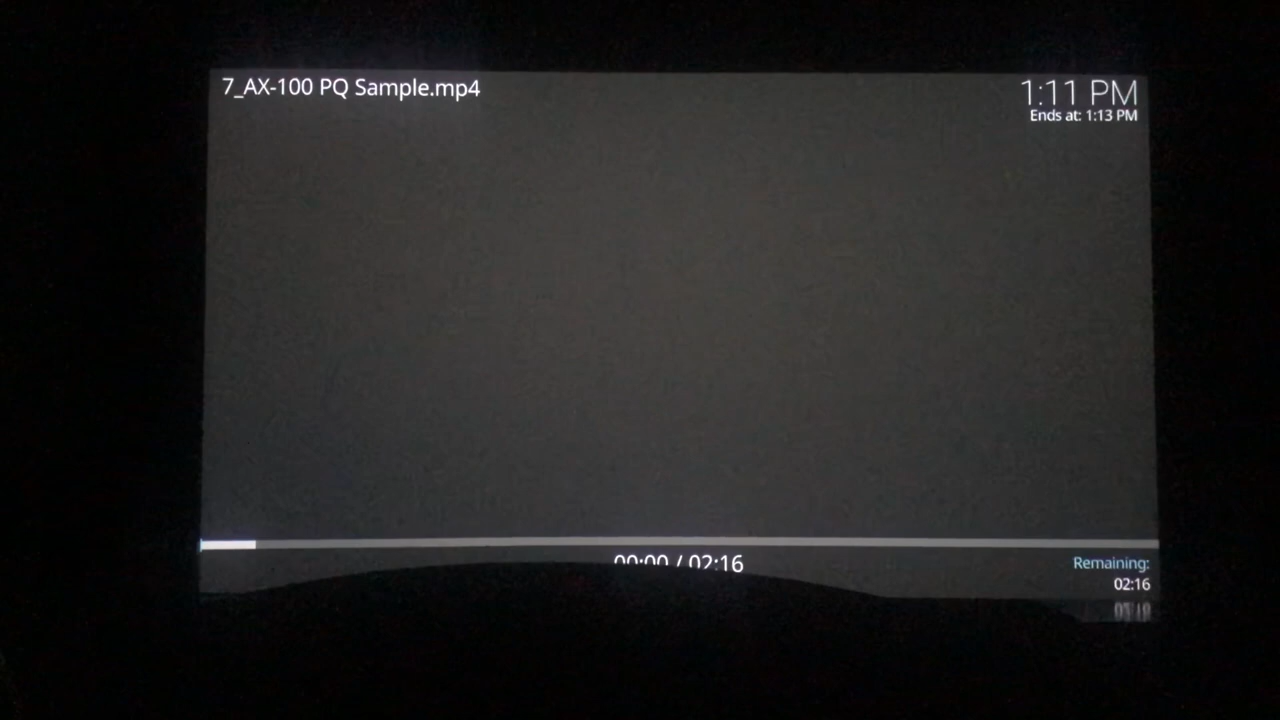 7_AX-100 PQ Sample.mp4
1:11 PM
Ends at: 1:13 PM
00:00 / 02:16
Remaining:
02:16